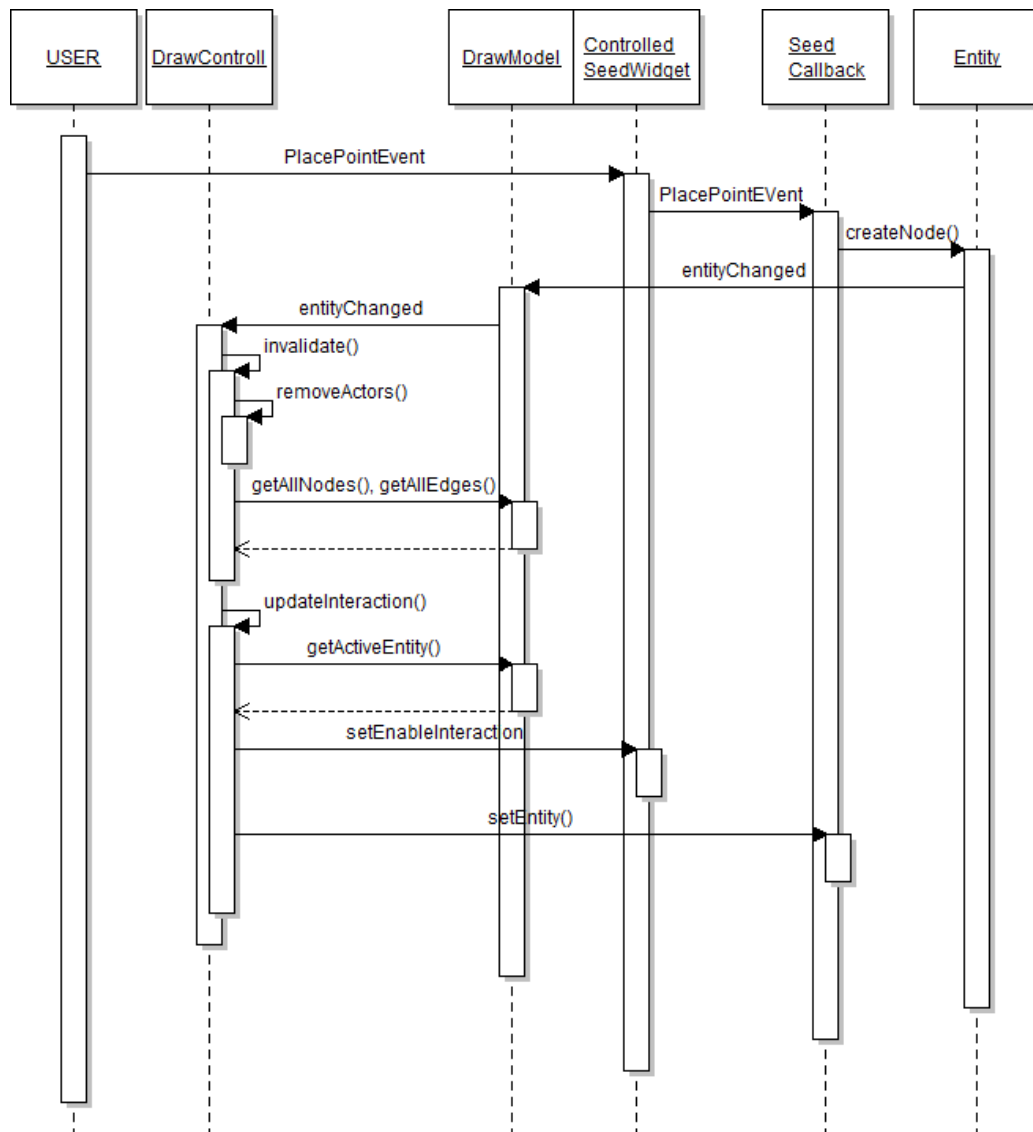 USER
DrawControll
DrawModel
Controlled
SeedWidget
Seed
Callback
Entity
PlacePointEvent
PlacePointEVent
createNode()
entityChanged
entityChanged
invalidate()
removeActors()
getAllNodes(), getAllEdges()
updateInteraction()
getActiveEntity()
setEnableInteraction
setEntity()